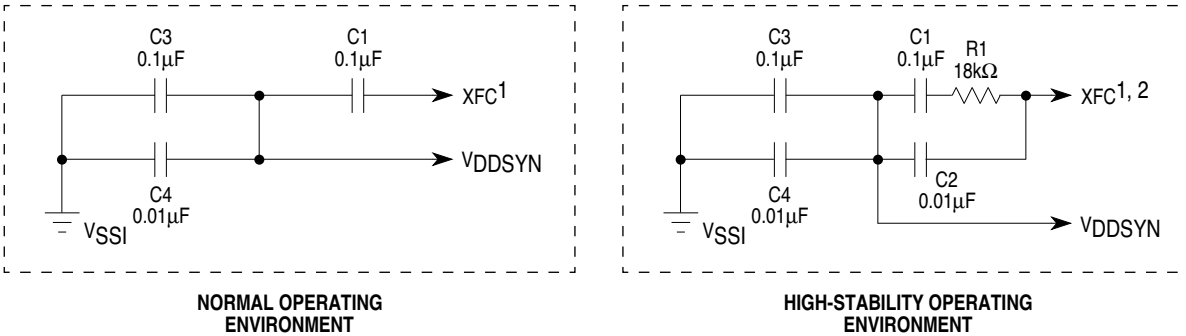 C3
0.1µF
C1
0.1µF
XFC1
VDDSYN
C4
0.01µF
VSSI
NORMAL OPERATING
ENVIRONMENT
C3
0.1µF
C1
0.1µF
R1
18kΩ
XFC1, 2
C4
0.01µF
C2
0.01µF
VSSI
VDDSYN
HIGH-STABILITY OPERATING
ENVIRONMENT